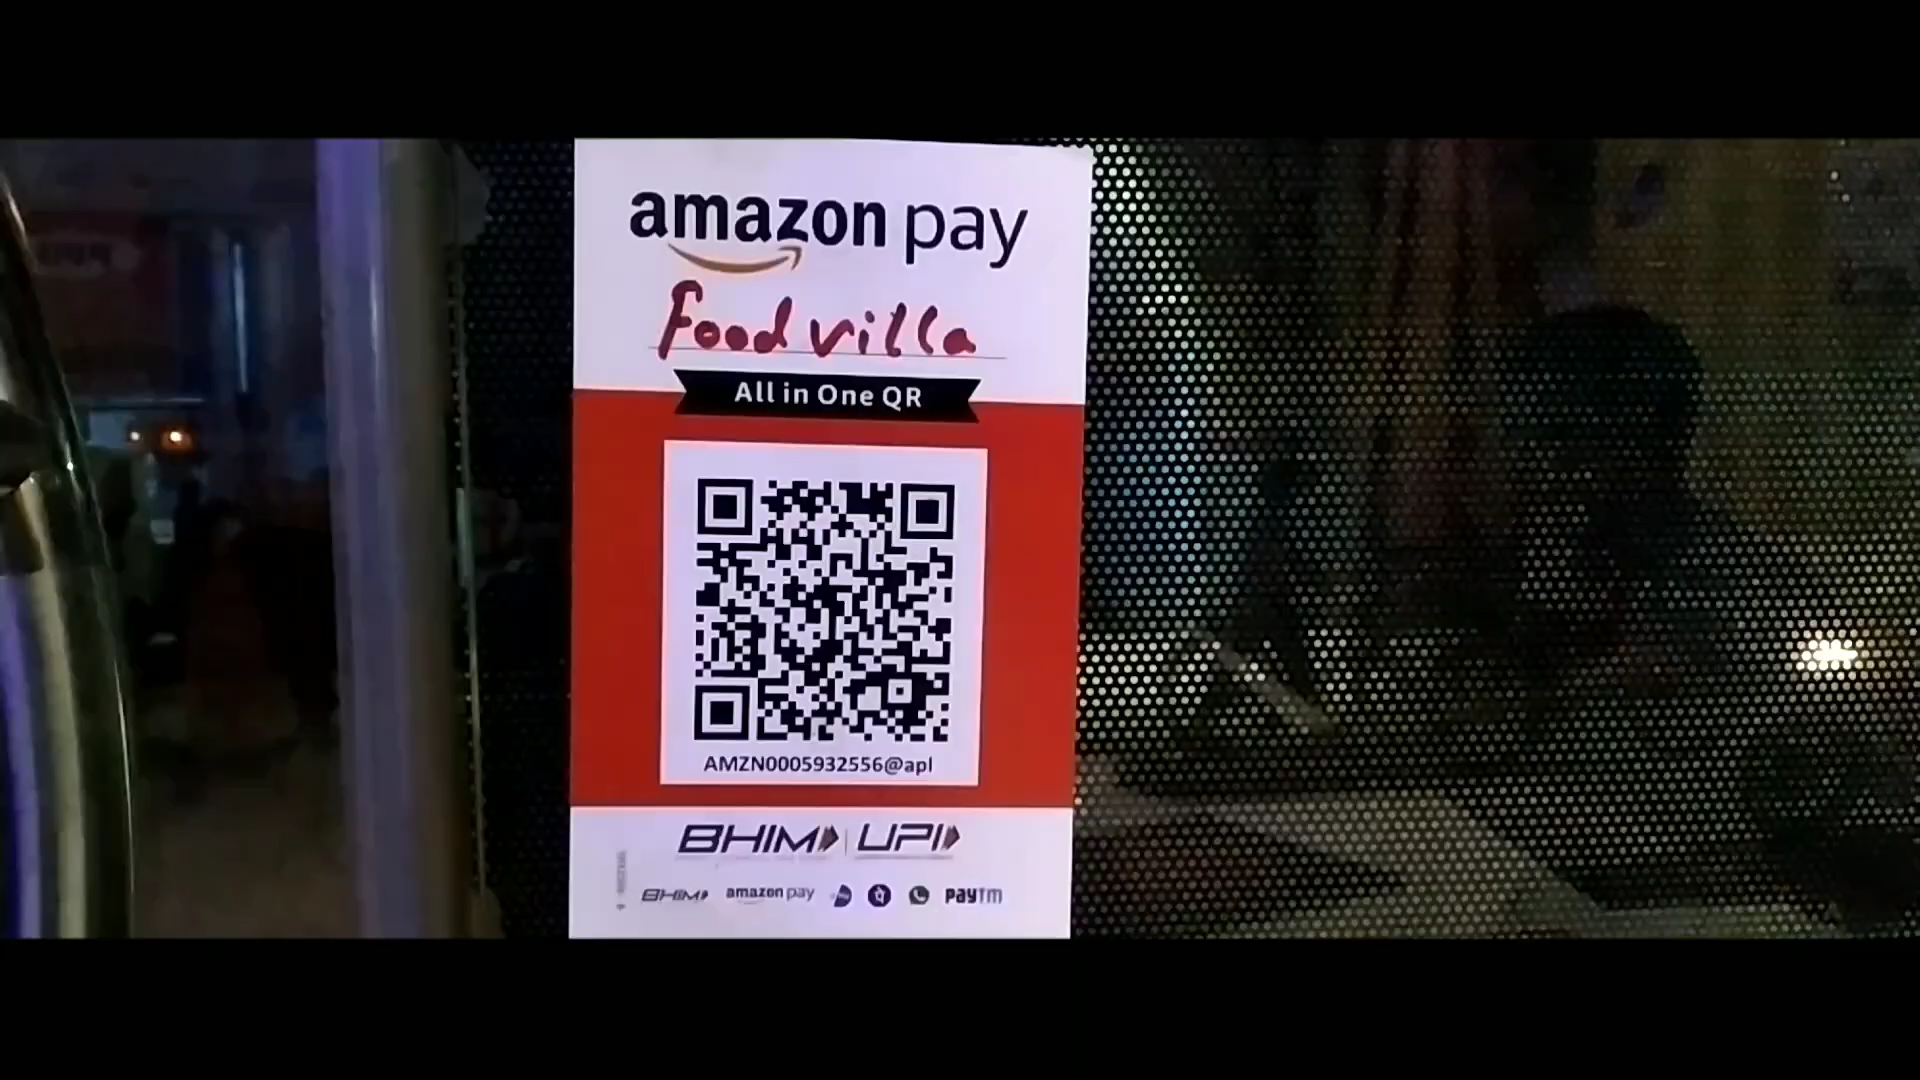 amazon pay
Food villa
All in One QR
AMZN0005932556@apl
BHIM UPI
BHIM amazon pay paytm